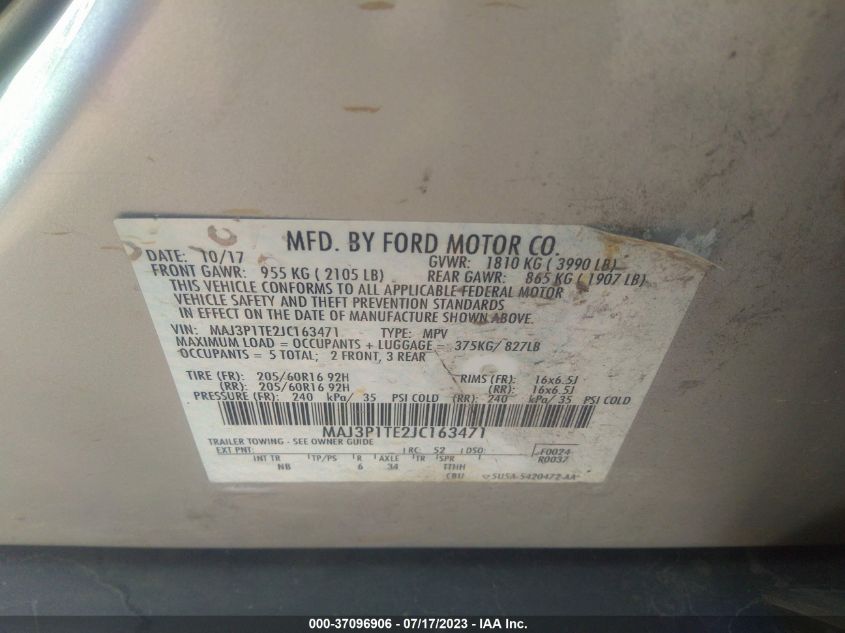 MFD. BY FORD MOTOR CO.
DATE: 10/17 GVWR: 1810 KG ( 3990 LB)
FRONT GAWR: 955 KG ( 2105 LB) REAR GAWR: 865 KG ( 1907 LB)
THIS VEHICLE CONFORMS TO ALL APPLICABLE FEDERAL MOTOR
VEHICLE SAFETY AND THEFT PREVENTION STANDARDS
IN EFFECT ON THE DATE OF MANUFACTURE SHOWN ABOVE.
VIN: MAJ3P1TE2JC163471 TYPE: MPV
MAXIMUM LOAD = OCCUPANTS + LUGGAGE = 375KG/ 827LB
OCCUPANTS = 5 TOTAL; 2 FRONT, 3 REAR
TIRE (FR): 205/60R16 92H RIMS (FR): 16x6.5J
(RR): 205/60R16 92H (RR): 16x6.5J
PRESSURE (FR): 240 kPa/ 35 PSI COLD (RR): 240 kPa/ 35 PSI COLD
MAJ3P1TE2JC163471
TRAILER TOWING - SEE OWNER GUIDE
EXT PNT: RC: 52 DSO: F0024
R0037
INT TR TP/PS R AXLE TR SPR
NB 6 34 TTHH
CBU 5U5A-5420472-AA
000-37096906 - 07/17/2023 - IAA Inc.